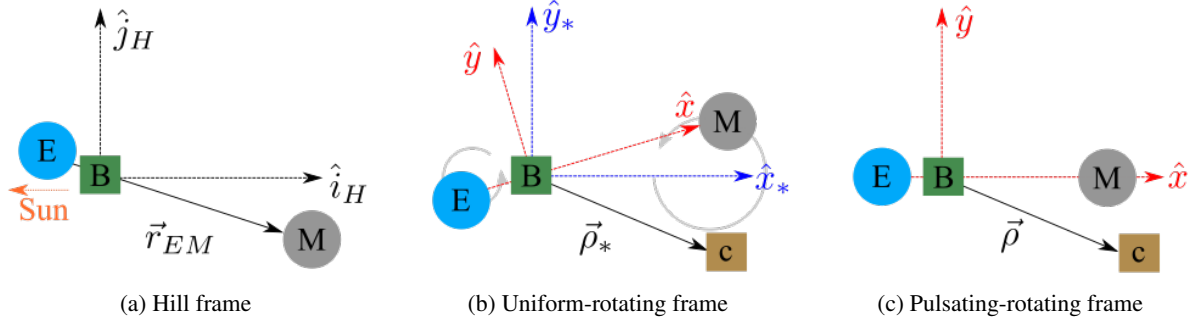 ĵ_H
E
B
î_H
Sun
r⃗_EM
M
(a) Hill frame
ŷ_*
ŷ
x̂
M
B
x̂_*
E
ρ⃗_*
c
(b) Uniform-rotating frame
ŷ
E
B
M
x̂
ρ⃗
c
(c) Pulsating-rotating frame